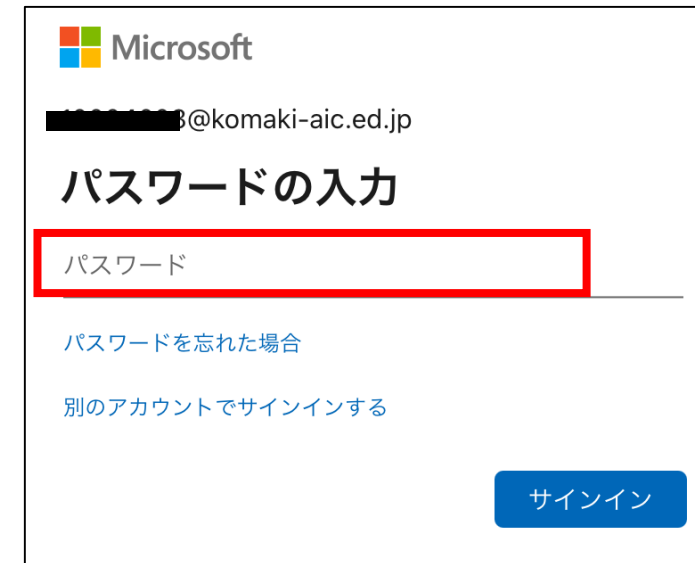 Microsoft
@komaki-aic.ed.jp
パスワードの入力
パスワード
パスワードを忘れた場合
別のアカウントでサインインする
サインイン